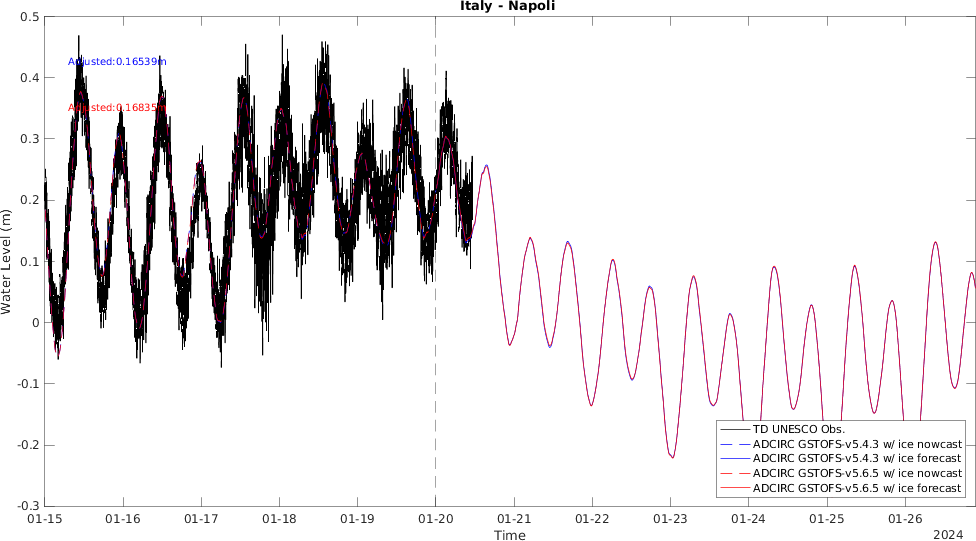 Italy - Napoli
0.5
0.4
0.3
0.2
0.1
0
-0.1
-0.2
-0.3
Water Level (m)
Adjusted:0.16539m
Adjusted:0.16835m
TD UNESCO Obs.
ADCIRC GSTOFS-v5.4.3 w/ ice nowcast
ADCIRC GSTOFS-v5.4.3 w/ ice forecast
ADCIRC GSTOFS-v5.6.5 w/ ice nowcast
ADCIRC GSTOFS-v5.6.5 w/ ice forecast
01-15 01-16 01-17 01-18 01-19 01-20 01-21 01-22 01-23 01-24 01-25 01-26
Time
2024